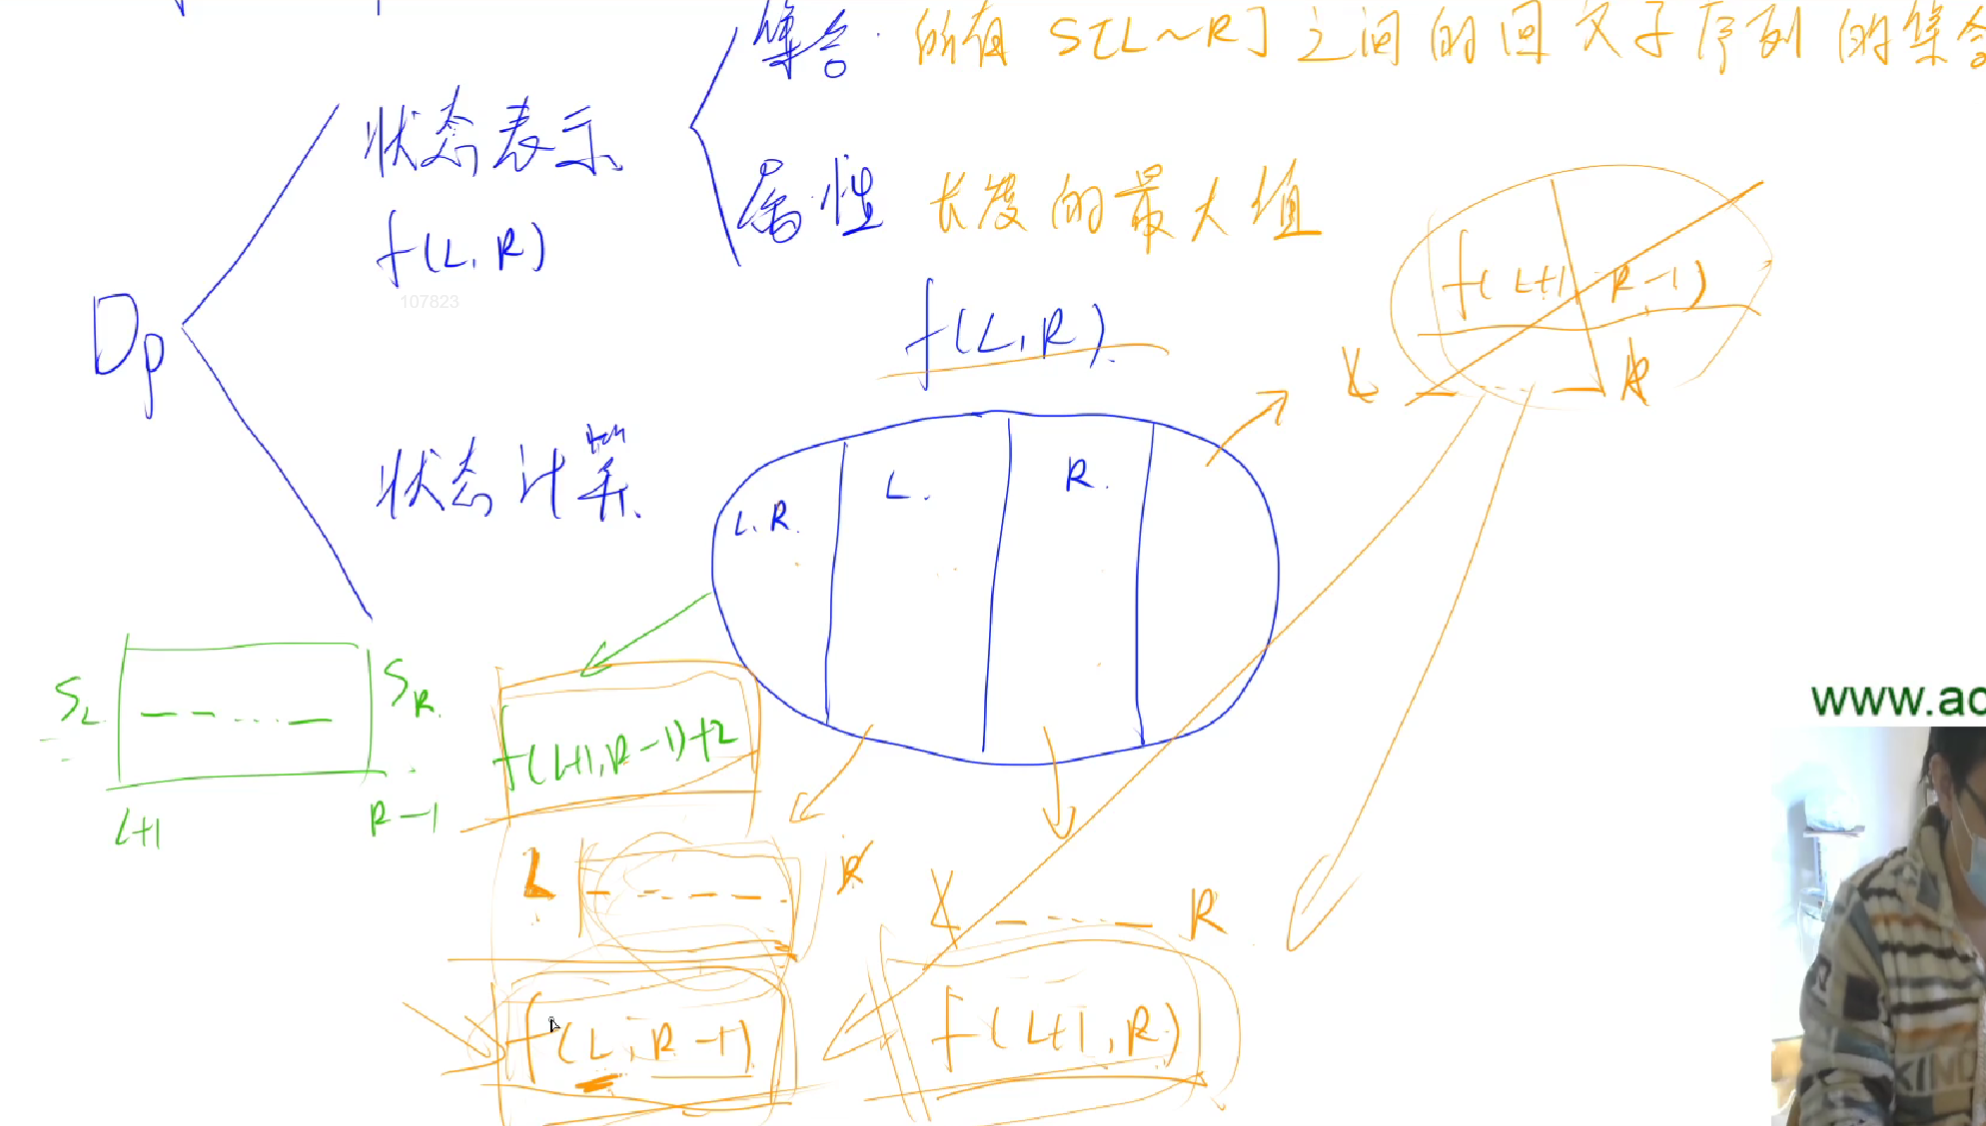 集合. 所有 S[L~R] 之间的回文子序列的集合
状态表示
属性 长度的最大值
f(L, R)
107823
f(L+1, R-1)
f(L, R).
Dp
L R
状态计算
L. R.
L.
R.
S_L
S_R.
www.ac
f(L+1, R-1)+2
L+1
R-1
L
R
L
R
f(L, R-1)
f(L+1, R)
KIND